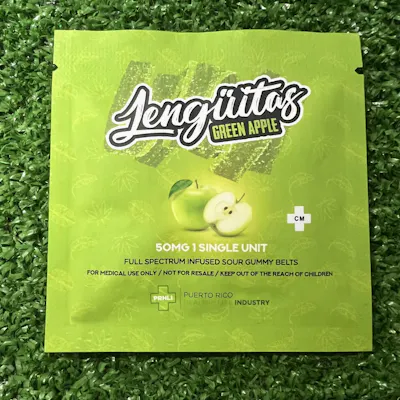 Lengüitas
GREEN APPLE
CM
50MG 1 SINGLE UNIT
FULL SPECTRUM INFUSED SOUR GUMMY BELTS
FOR MEDICAL USE ONLY / NOT FOR RESALE / KEEP OUT OF THE REACH OF CHILDREN
PRHLI
PUERTO RICO
INDUSTRY